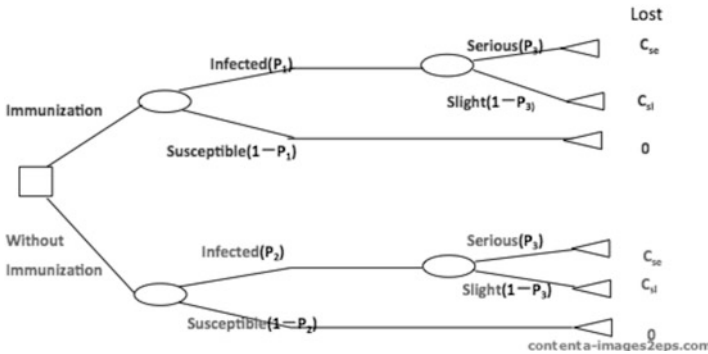 Lost
Serious(P₃)
Cse
Infected(P₁)
Immunization
Slight(1−P₃)
Csl
Susceptible(1−P₁)
0
Without
Immunization
Infected(P₂)
Serious(P₃)
Cse
Slight(1−P₃)
Csl
Susceptible(1−P₂)
0
contenta-images2eps.com